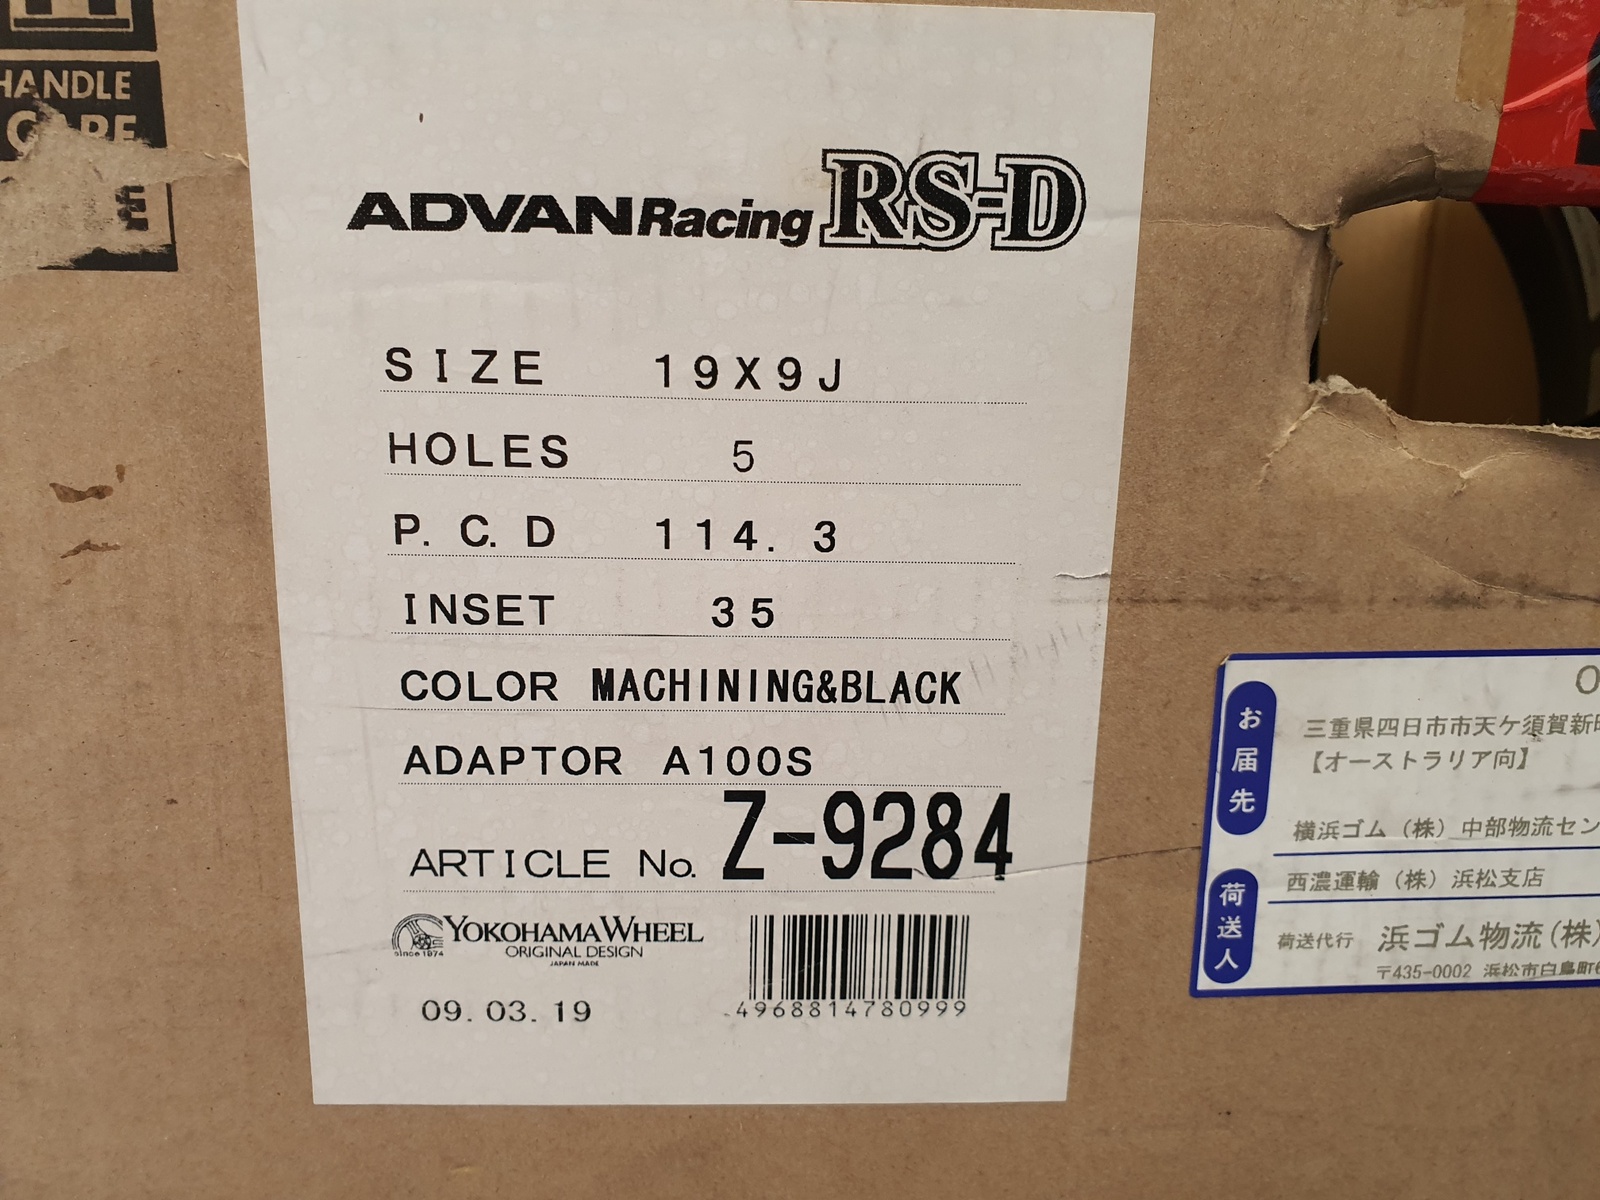 HANDLE
CARE
E
ADVAN Racing RS-D
SIZE 19X9J
HOLES 5
P.C.D 114.3
INSET 35
COLOR MACHINING&BLACK
ADAPTOR A100S
ARTICLE No. Z-9284
YOKOHAMA WHEEL
ORIGINAL DESIGN
JAPAN MADE
since 1974
09.03.19
4968814780999
お届先
三重県四日市市天ケ須賀新
【オーストラリア向】
横浜ゴム(株)中部物流セン
西濃運輸(株)浜松支店
荷送人
荷送代行 浜ゴム物流(株)
〒435-0002 浜松市白鳥町